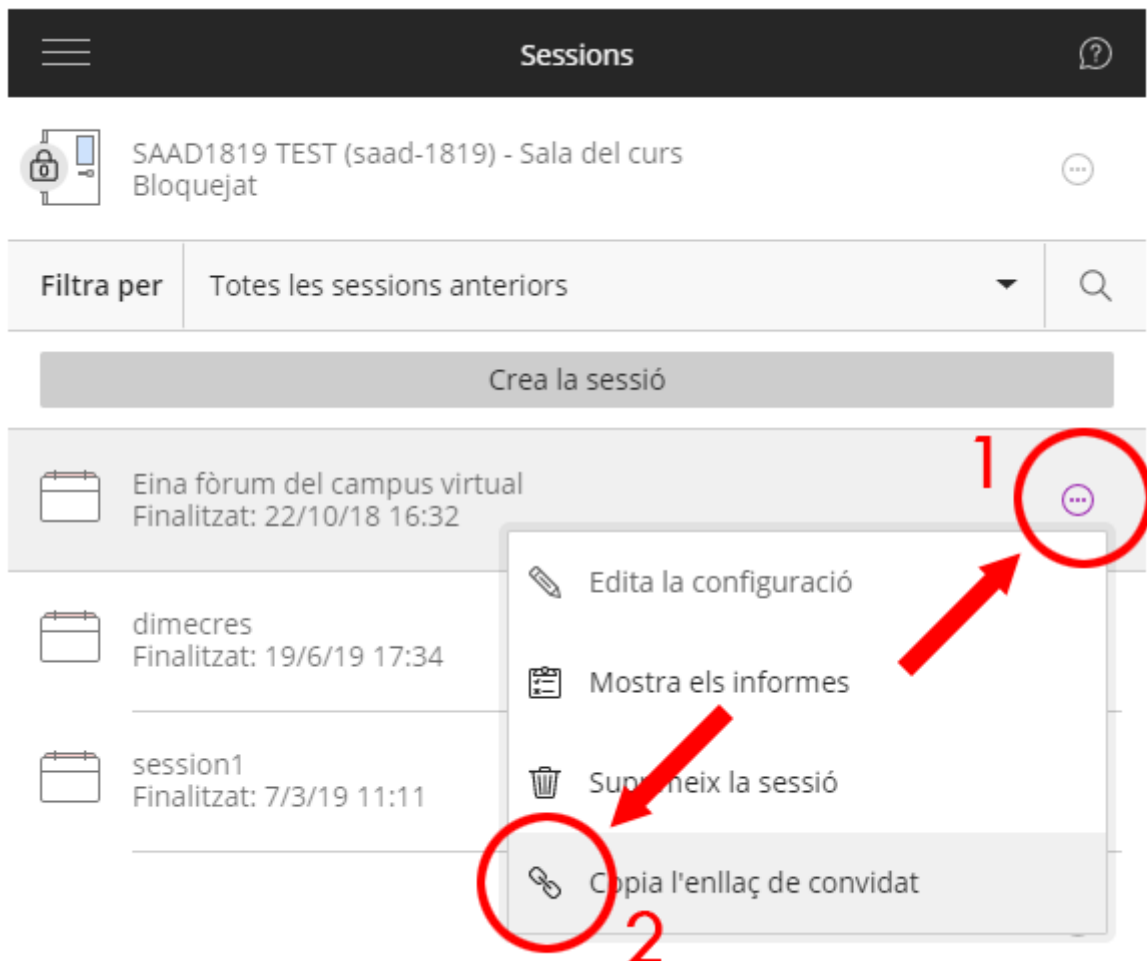 Sessions
SAAD1819 TEST (saad-1819) - Sala del curs
Bloquejat
Filtra per
Totes les sessions anteriors
Crea la sessió
1
Eina fòrum del campus virtual
Finalitzat: 22/10/18 16:32
Edita la configuració
dimecres
Finalitzat: 19/6/19 17:34
Mostra els informes
session1
Finalitzat: 7/3/19 11:11
Suprimeix la sessió
Copia l'enllaç de convidat
2